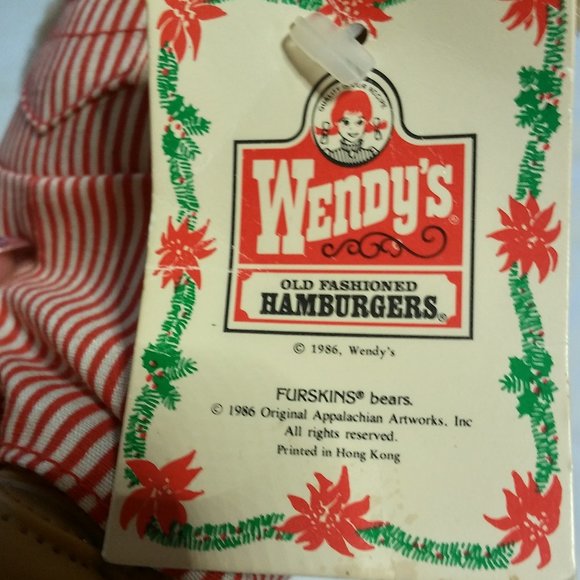 QUALITY IS OUR RECIPE
WENDY'S®
OLD FASHIONED
HAMBURGERS®
© 1986, Wendy's
FURSKINS® bears.
© 1986 Original Appalachian Artworks, Inc
All rights reserved.
Printed in Hong Kong